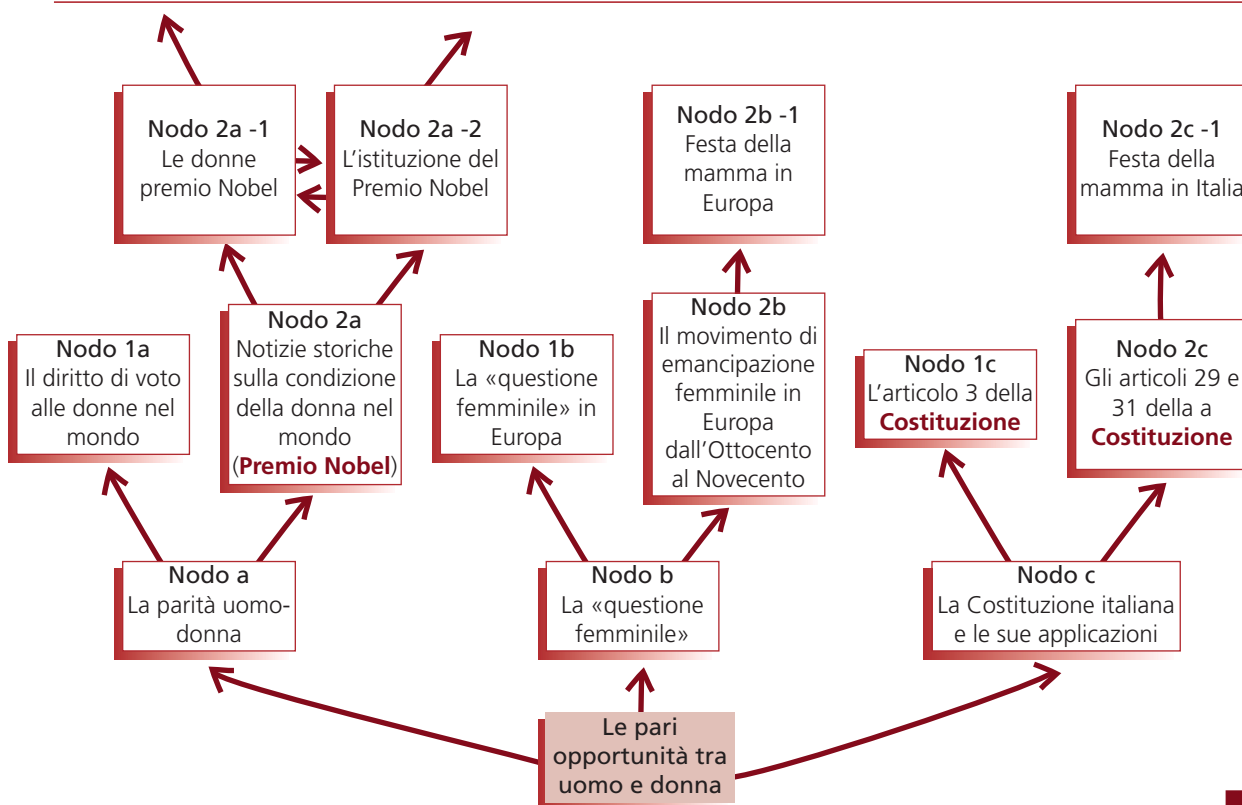 Nodo 2a -1
Le donne
premio Nobel
Nodo 2a -2
L'istituzione del
Premio Nobel
Nodo 2b -1
Festa della
mamma in
Europa
Nodo 2c -1
Festa della
mamma in Italia
Nodo 1a
Il diritto di voto
alle donne nel
mondo
Nodo 2a
Notizie storiche
sulla condizione
della donna nel
mondo
(Premio Nobel)
Nodo 1b
La «questione
femminile» in
Europa
Nodo 2b
Il movimento di
emancipazione
femminile in
Europa
dall'Ottocento
al Novecento
Nodo 1c
L'articolo 3 della
Costituzione
Nodo 2c
Gli articoli 29 e
31 della a
Costituzione
Nodo a
La parità uomo-
donna
Nodo b
La «questione
femminile»
Nodo c
La Costituzione italiana
e le sue applicazioni
Le pari
opportunità tra
uomo e donna